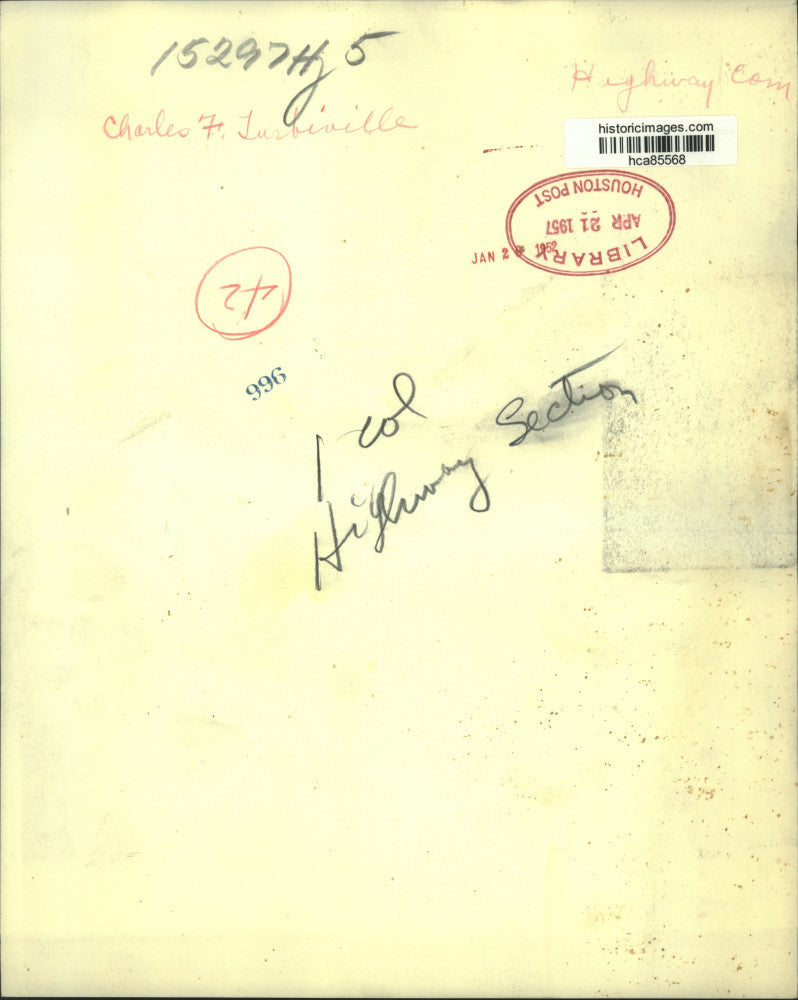 15297Hg5
Highway Com
Charles F. Turbiville
historicimages.com
hca85568
HOUSTON POST
APR 21 1957
LIBRARY
JAN 2 1952
42
996
1 col
Highway Section